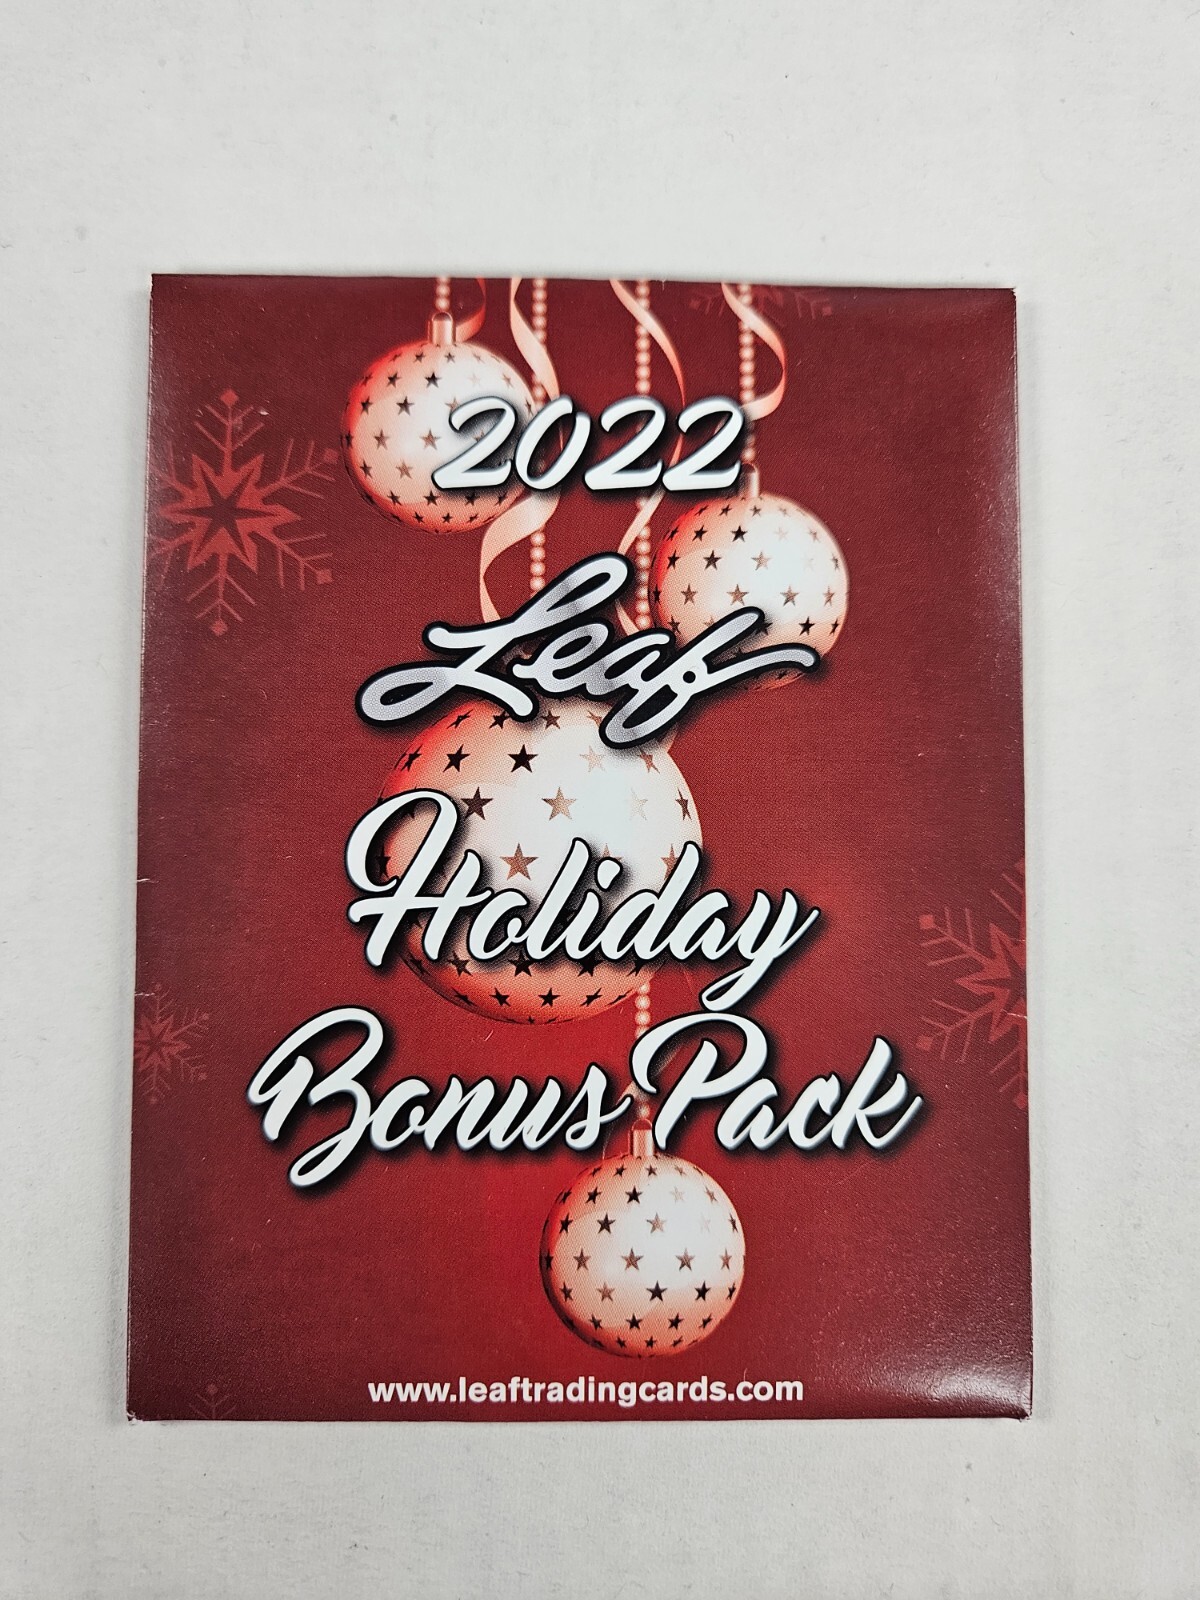 2022
Leaf
Holiday
Bonus Pack
www.leaftradingcards.com